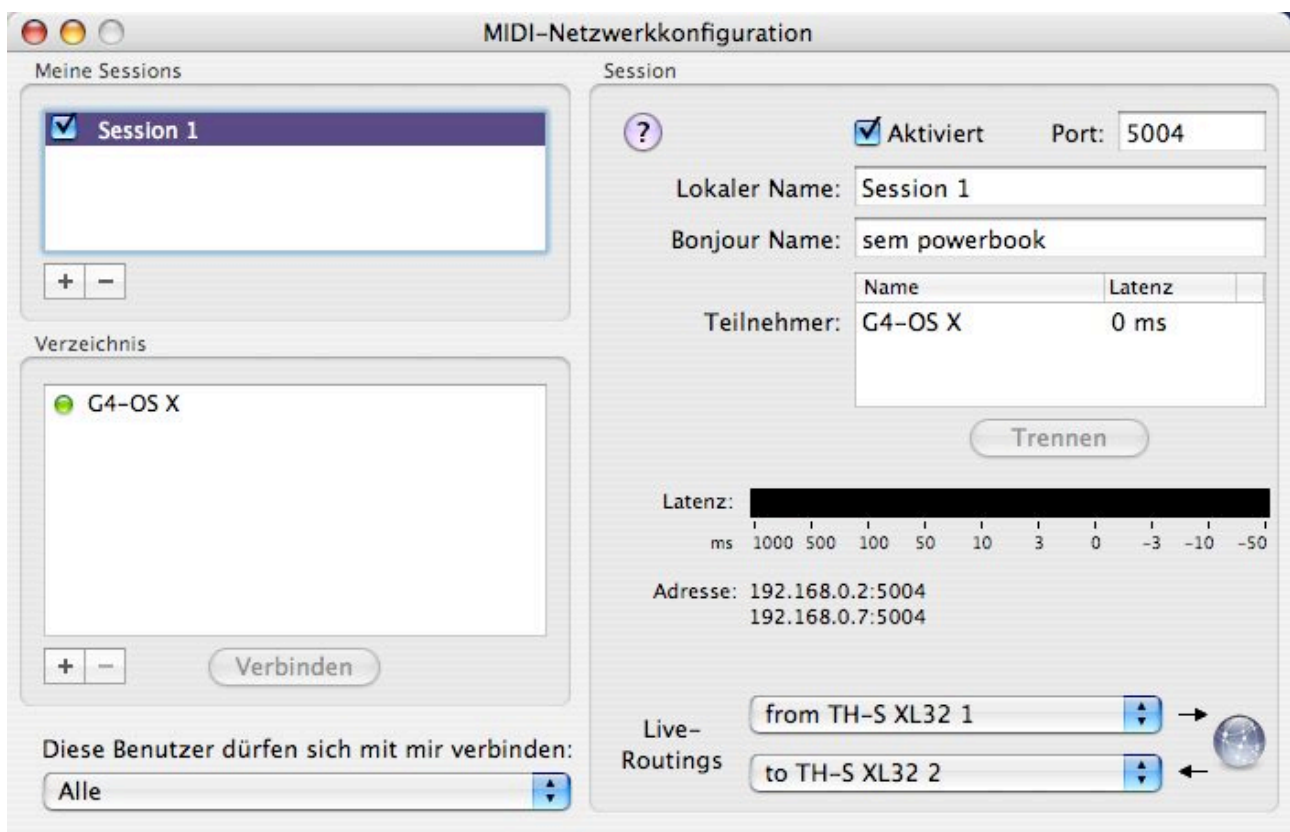 MIDI-Netzwerkkonfiguration
Meine Sessions
Session 1
+ −
Verzeichnis
G4-OS X
+ −
Verbinden
Diese Benutzer dürfen sich mit mir verbinden:
Alle
Session
?
Aktiviert
Port: 5004
Lokaler Name: Session 1
Bonjour Name: sem powerbook
Name Latenz
Teilnehmer: G4-OS X 0 ms
Trennen
Latenz:
ms 1000 500 100 50 10 3 0 -3 -10 -50
Adresse: 192.168.0.2:5004
192.168.0.7:5004
Live-
Routings
from TH-S XL32 1
to TH-S XL32 2